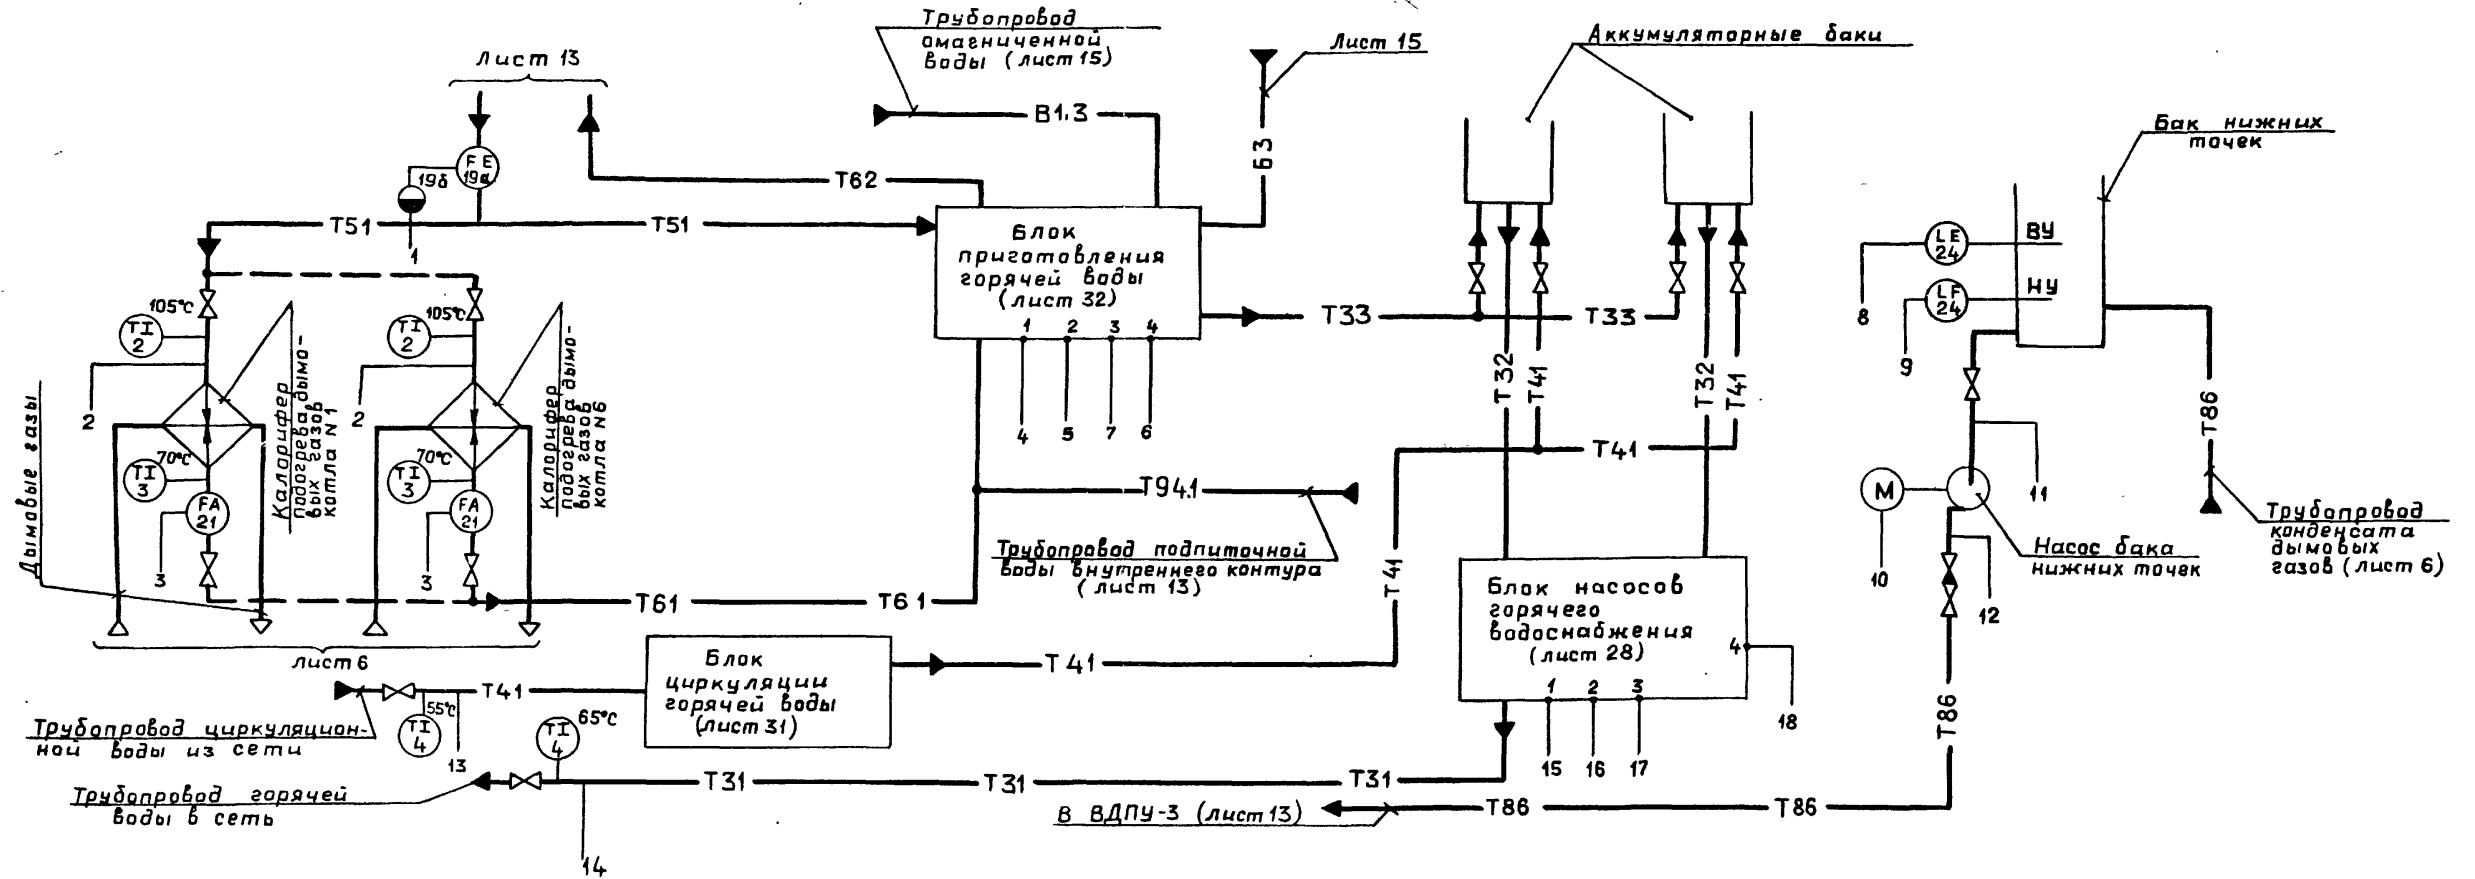 Лист 13
Трубопровод
омагниченной
воды (лист 15)
Лист 15
Аккумуляторные баки
Бак нижних
точек
FE
19а
19б
1
Т51
Т51
Т62
В1.3
Б3
Блок
приготовления
горячей воды
(лист 32)
1
2
3
4
4
5
7
6
Т33
Т33
Т32
Т41
Т32
Т41
Т41
Т41
LE
24
ВУ
8
LF
24
НУ
9
Т86
11
М
10
12
Насос бака
нижних точек
Трубопровод
конденсата
дымовых
газов (лист 6)
105°С
TI
2
2
105°С
TI
2
2
Дымовые газы
Калорифер
подогрева дымо-
вых газов
котла N1
Калорифер
подогрева дымо-
вых газов
котла N6
70°С
TI
3
FA
21
3
70°С
TI
3
FA
21
3
лист 6
Т61
Т61
Т94.1
Трубопровод подпиточной
воды внутреннего контура
(лист 13)
Блок
циркуляции
горячей воды
(лист 31)
Т41
Т41
Трубопровод циркуляцион-
ной воды из сети
55°С
TI
4
13
65°С
TI
4
14
Трубопровод горячей
воды в сеть
Т31
Т31
Т31
Блок насосов
горячего
водоснабжения
(лист 28)
4
18
1
2
3
15
16
17
В ВДПУ-3 (лист 13)
Т86
Т86
Т86